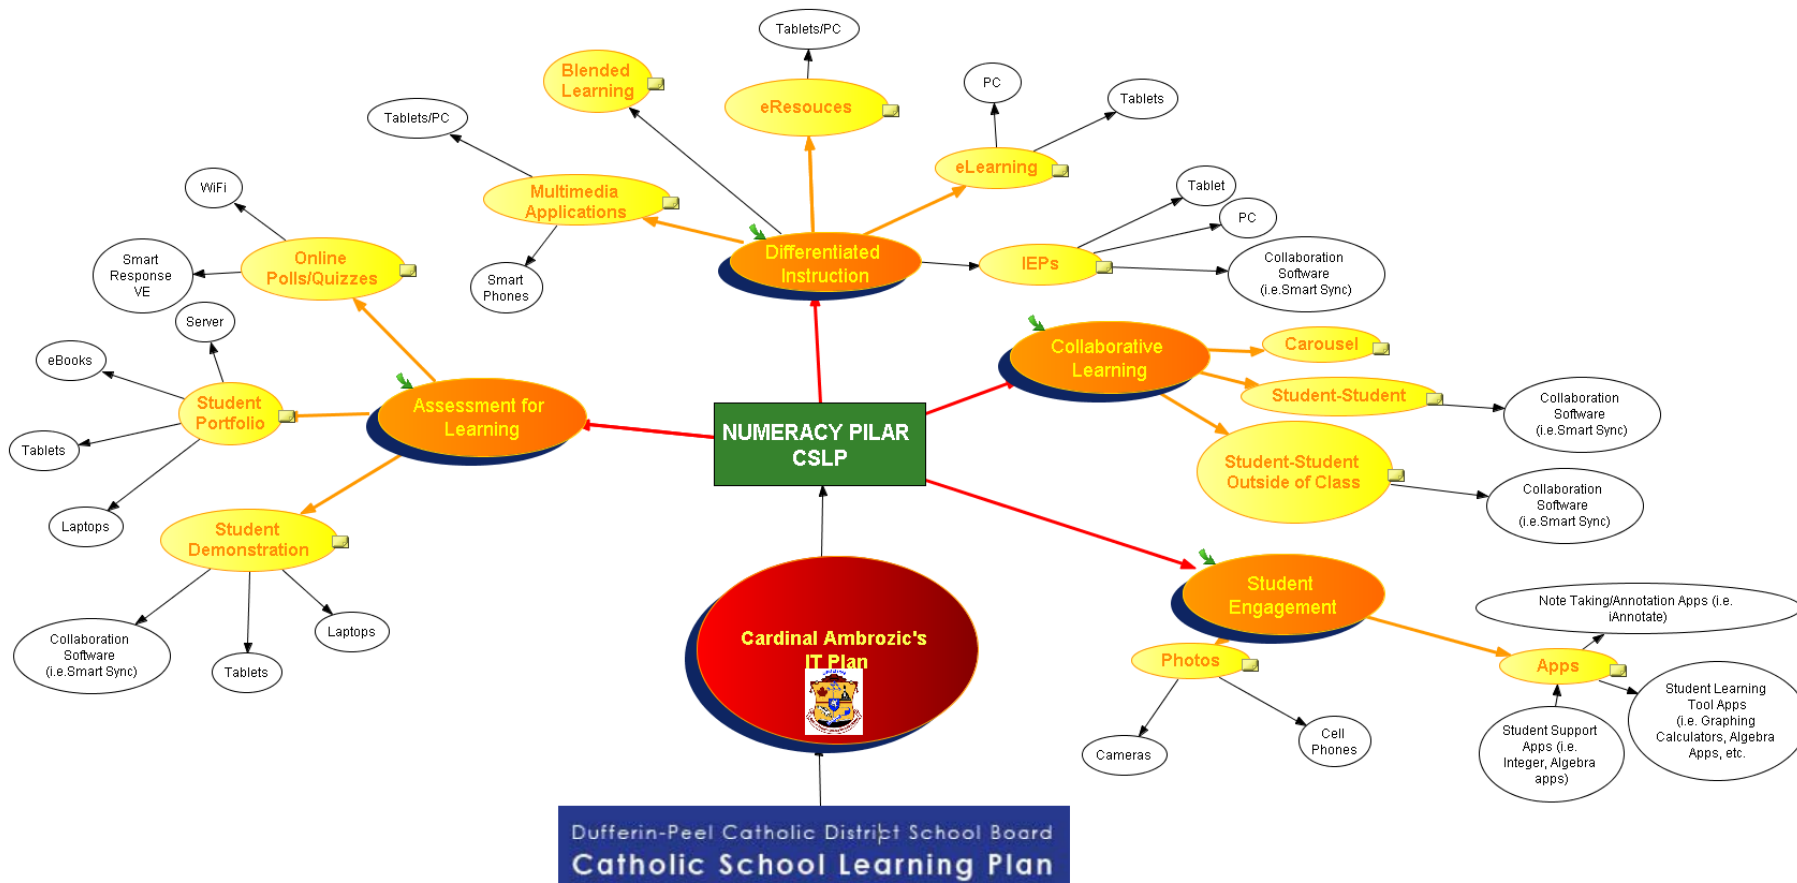 Tablets/PC
Blended
Learning
eResouces
PC
Tablets
Tablets/PC
eLearning
WiFi
Multimedia
Applications
Tablet
PC
Smart
Response
VE
Online
Polls/Quizzes
Smart
Phones
Differentiated
Instruction
IEPs
Collaboration
Software
(i.e.Smart Sync)
Server
eBooks
Student
Portfolio
Tablets
Laptops
Assessment for
Learning
NUMERACY PILAR
CSLP
Collaborative
Learning
Carousel
Student-Student
Collaboration
Software
(i.e.Smart Sync)
Student-Student
Outside of Class
Collaboration
Software
(i.e.Smart Sync)
Student
Demonstration
Collaboration
Software
(i.e.Smart Sync)
Tablets
Laptops
Cardinal Ambrozic's
IT Plan
Student
Engagement
Photos
Cameras
Cell
Phones
Apps
Note Taking/Annotation Apps (i.e.
iAnnotate)
Student Support
Apps (i.e.
Integer, Algebra
apps)
Student Learning
Tool Apps
(i.e. Graphing
Calculators, Algebra
Apps, etc.
Dufferin-Peel Catholic District School Board
Catholic School Learning Plan